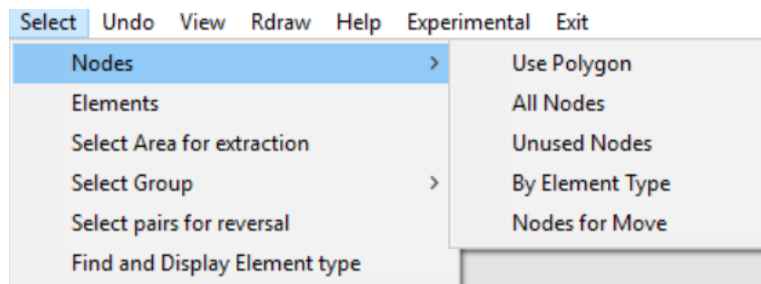 Select Undo View Rdraw Help Experimental Exit
Nodes > Use Polygon
Elements All Nodes
Select Area for extraction Unused Nodes
Select Group > By Element Type
Select pairs for reversal Nodes for Move
Find and Display Element type